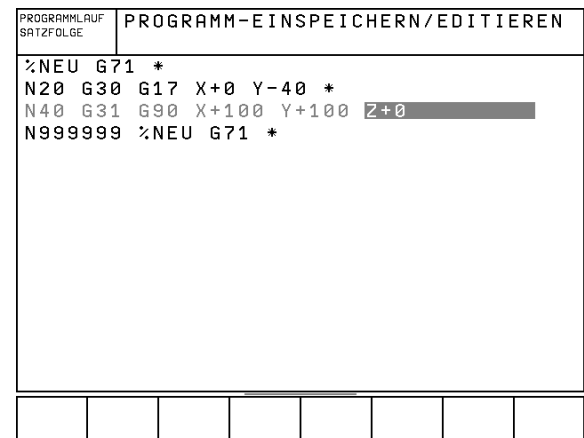 PROGRAMMLAUF
SATZFOLGE
PROGRAMM-EINSPEICHERN/EDITIEREN
%NEU G71 *
N20 G30 G17 X+0 Y-40 *
N40 G31 G90 X+100 Y+100 Z+0
N999999 %NEU G71 *